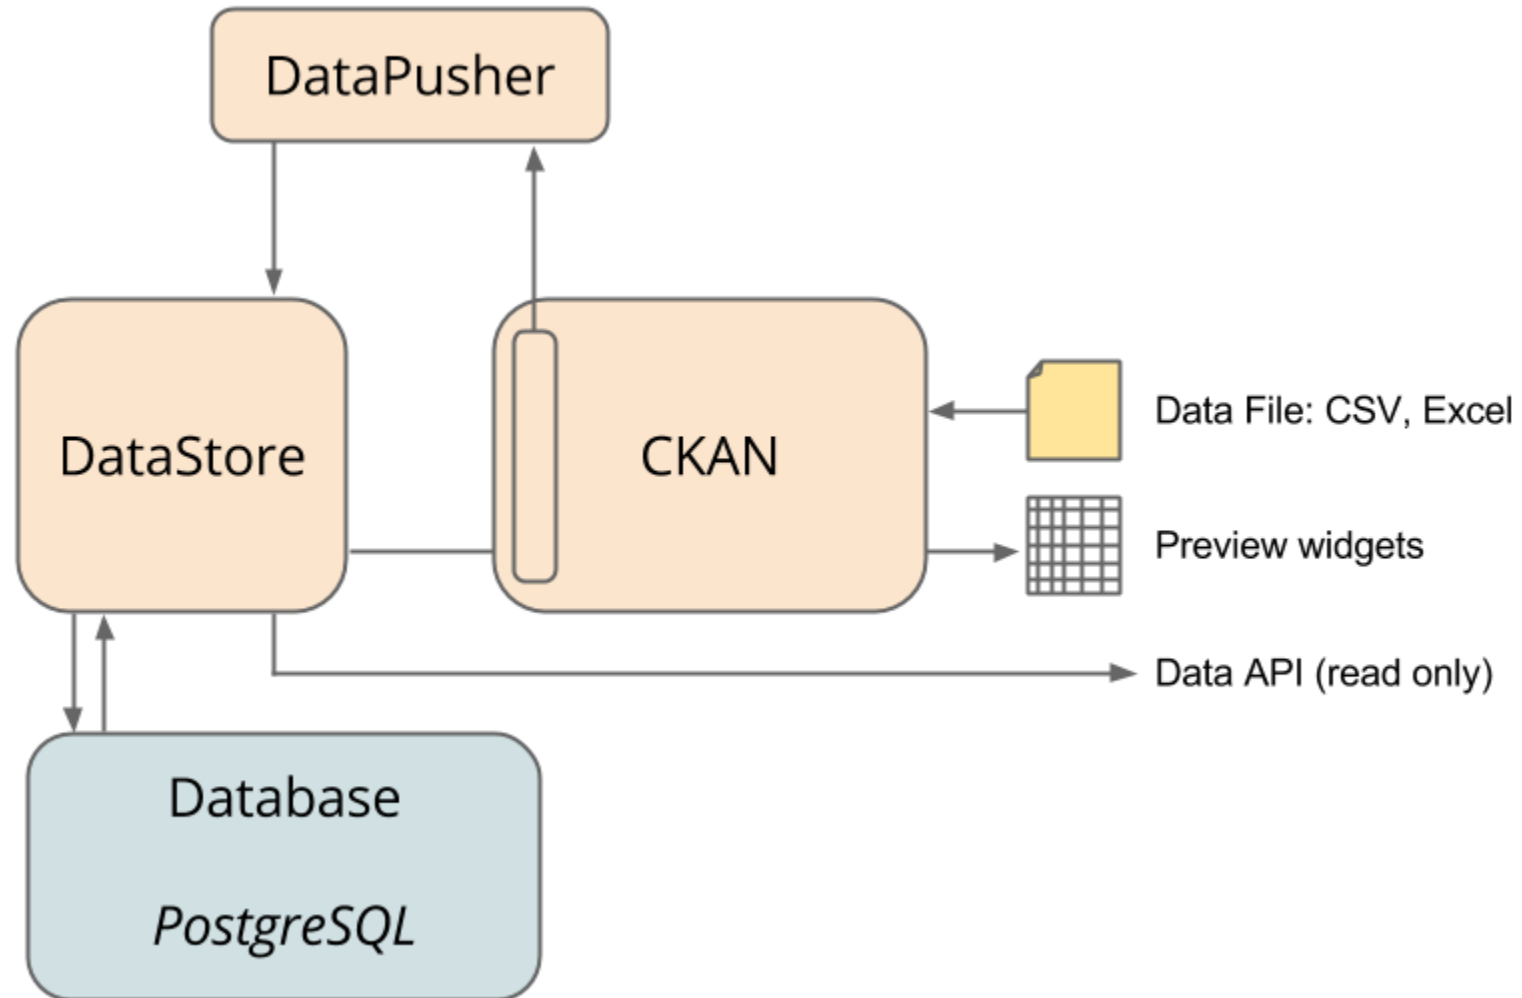 DataPusher
DataStore
CKAN
Data File: CSV, Excel
Preview widgets
Data API (read only)
Database
PostgreSQL